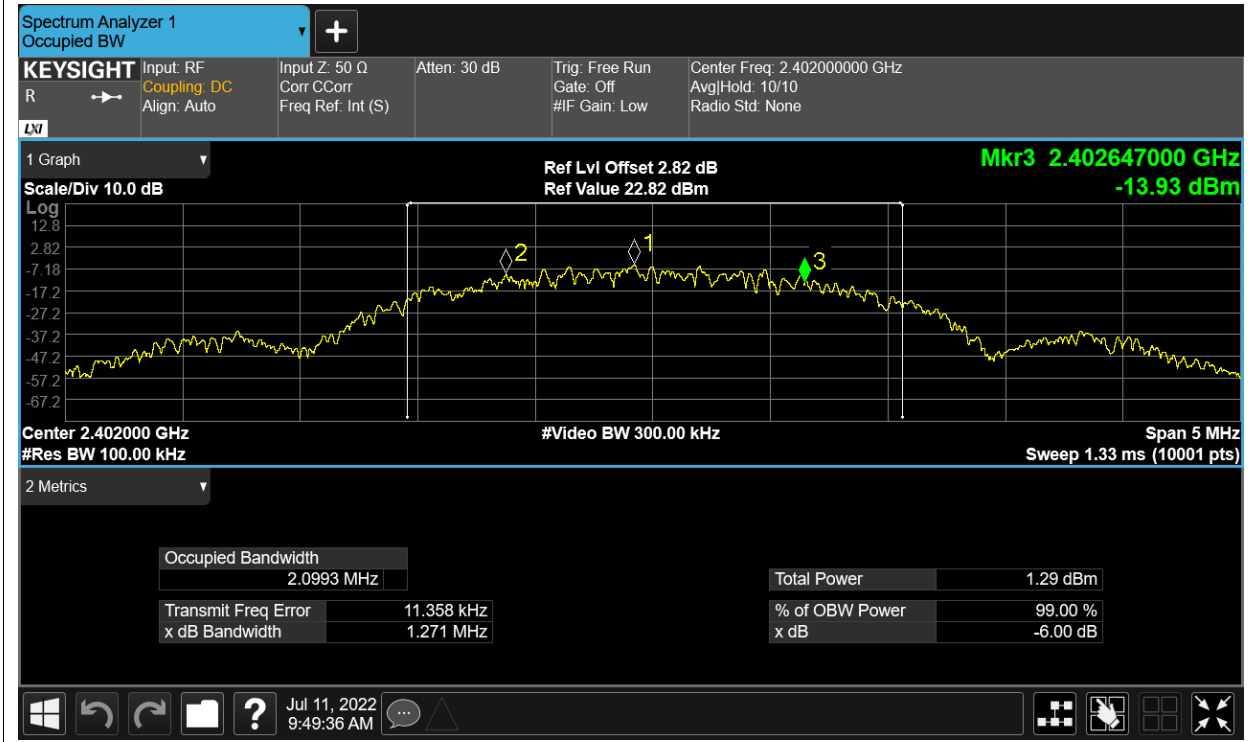 Spectrum Analyzer 1
Occupied BW
KEYSIGHT
R
LXI
Input: RF
Coupling: DC
Align: Auto
Input Z: 50 Ω
Corr CCorr
Freq Ref: Int (S)
Atten: 30 dB
Trig: Free Run
Gate: Off
#IF Gain: Low
Center Freq: 2.402000000 GHz
Avg|Hold: 10/10
Radio Std: None
1 Graph
Scale/Div 10.0 dB
Ref Lvl Offset 2.82 dB
Ref Value 22.82 dBm
Mkr3 2.402647000 GHz
-13.93 dBm
Log
12.8
2.82
-7.18
-17.2
-27.2
-37.2
-47.2
-57.2
-67.2
2
1
3
Center 2.402000 GHz
#Video BW 300.00 kHz
Span 5 MHz
#Res BW 100.00 kHz
Sweep 1.33 ms (10001 pts)
2 Metrics
Occupied Bandwidth
2.0993 MHz
Transmit Freq Error 11.358 kHz
x dB Bandwidth 1.271 MHz
Total Power 1.29 dBm
% of OBW Power 99.00 %
x dB -6.00 dB
?
Jul 11, 2022
9:49:36 AM